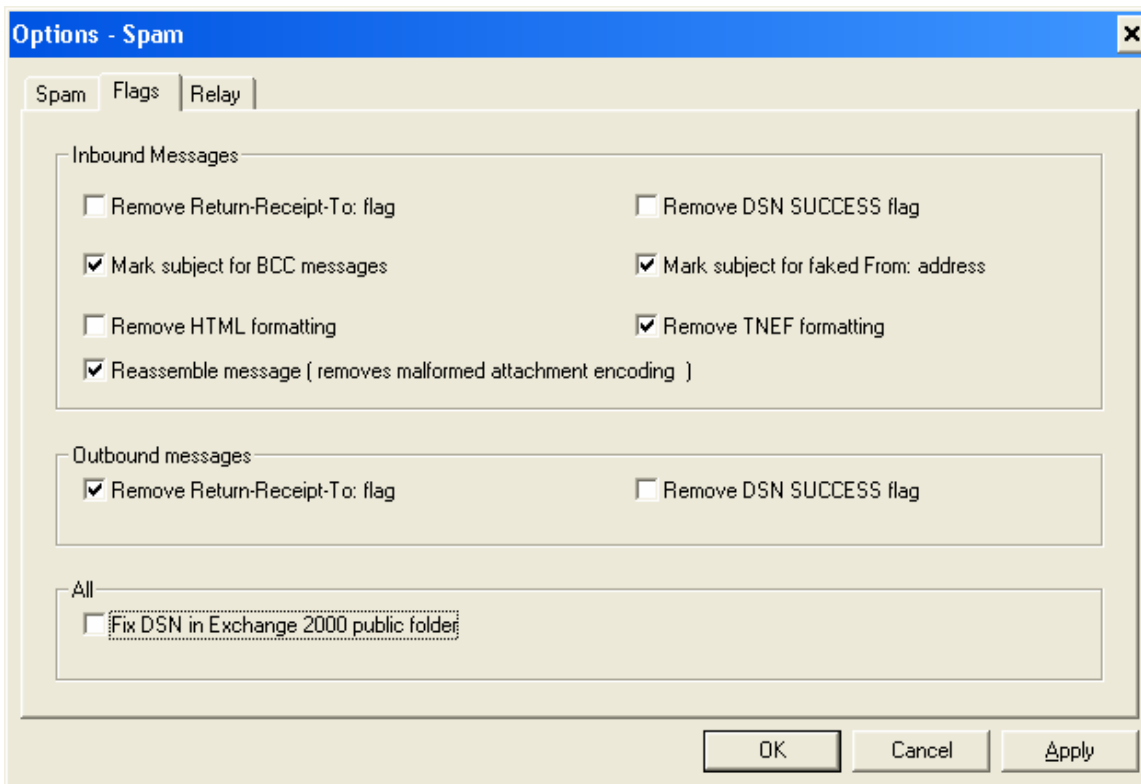 Options - Spam
Spam Flags Relay
Inbound Messages
Remove Return-Receipt-To: flag Remove DSN SUCCESS flag
Mark subject for BCC messages Mark subject for faked From: address
Remove HTML formatting Remove TNEF formatting
Reassemble message ( removes malformed attachment encoding )
Outbound messages
Remove Return-Receipt-To: flag Remove DSN SUCCESS flag
All
Fix DSN in Exchange 2000 public folder
OK Cancel Apply